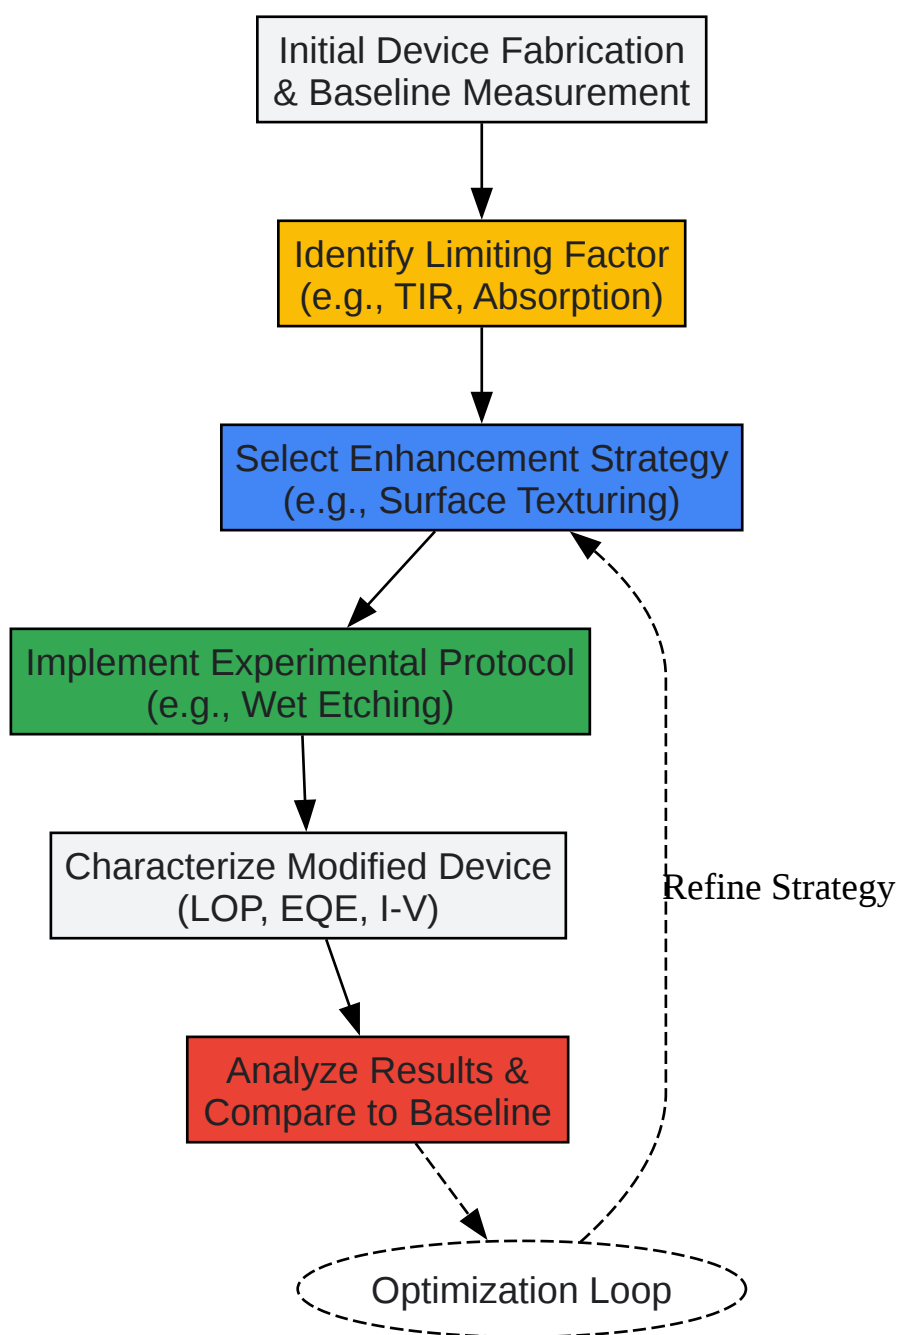 Initial Device Fabrication
& Baseline Measurement
Identify Limiting Factor
(e.g., TIR, Absorption)
Select Enhancement Strategy
(e.g., Surface Texturing)
Implement Experimental Protocol
(e.g., Wet Etching)
Characterize Modified Device
(LOP, EQE, I-V)
Refine Strategy
Analyze Results &
Compare to Baseline
Optimization Loop